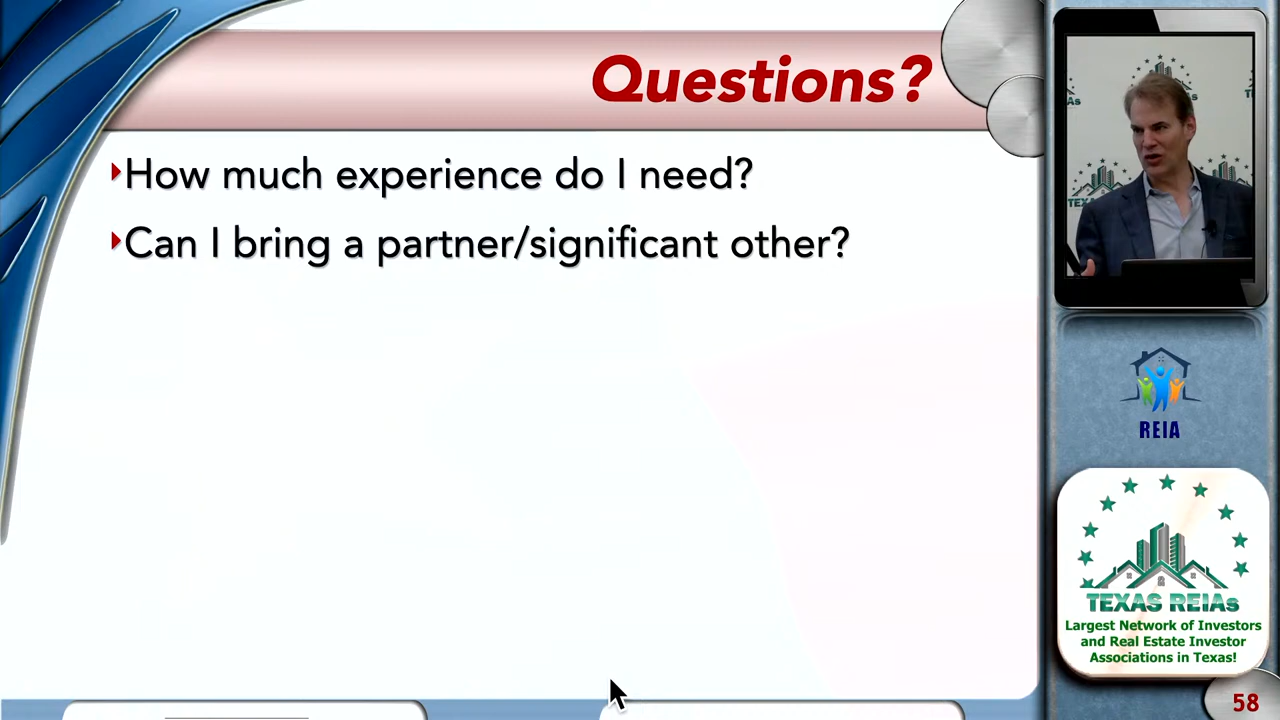 Questions?
How much experience do I need?
Can I bring a partner/significant other?
REIA
TEXAS REIAs
Largest Network of Investors
and Real Estate Investor
Associations in Texas!
58